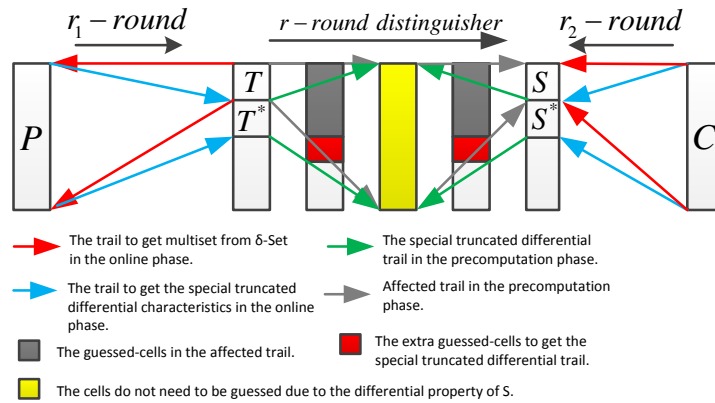 r1 – round
r – round distinguisher
r2 – round
P
T
T*
S
S*
C
The trail to get multiset from δ-Set
in the online phase.
The special truncated differential
trail in the precomputation phase.
The trail to get the special truncated
differential characteristics in the online
phase.
Affected trail in the precomputation
phase.
The guessed-cells in the affected trail.
The extra guessed-cells to get the
special truncated differential trail.
The cells do not need to be guessed due to the differential property of S.